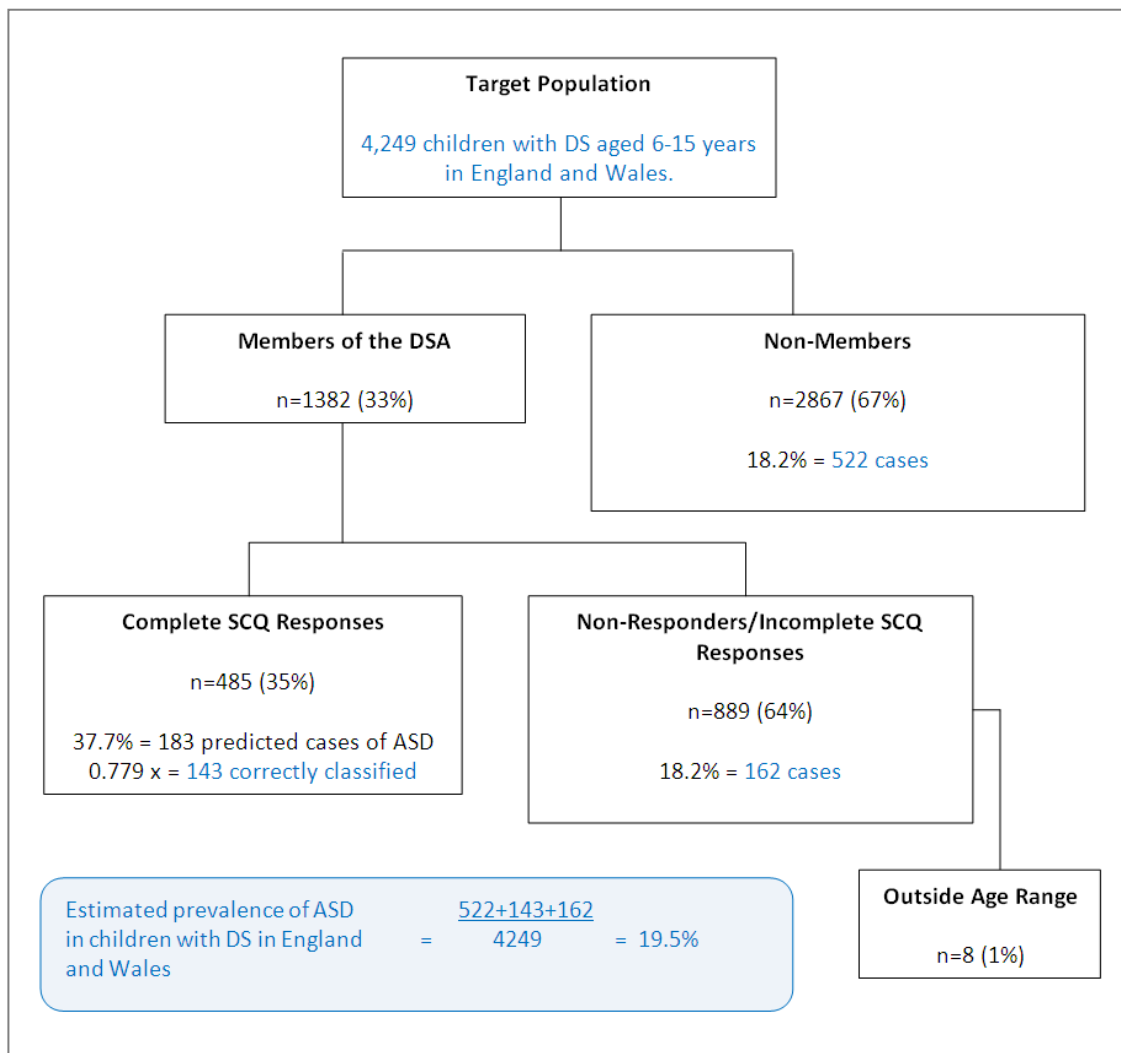 Target Population
4,249 children with DS aged 6-15 years
in England and Wales.
Members of the DSA
n=1382 (33%)
Non-Members
n=2867 (67%)
18.2% = 522 cases
Complete SCQ Responses
n=485 (35%)
37.7% = 183 predicted cases of ASD
0.779 x = 143 correctly classified
Non-Responders/Incomplete SCQ
Responses
n=889 (64%)
18.2% = 162 cases
Outside Age Range
n=8 (1%)
Estimated prevalence of ASD
in children with DS in England
and Wales
=
522+143+162
4249
= 19.5%